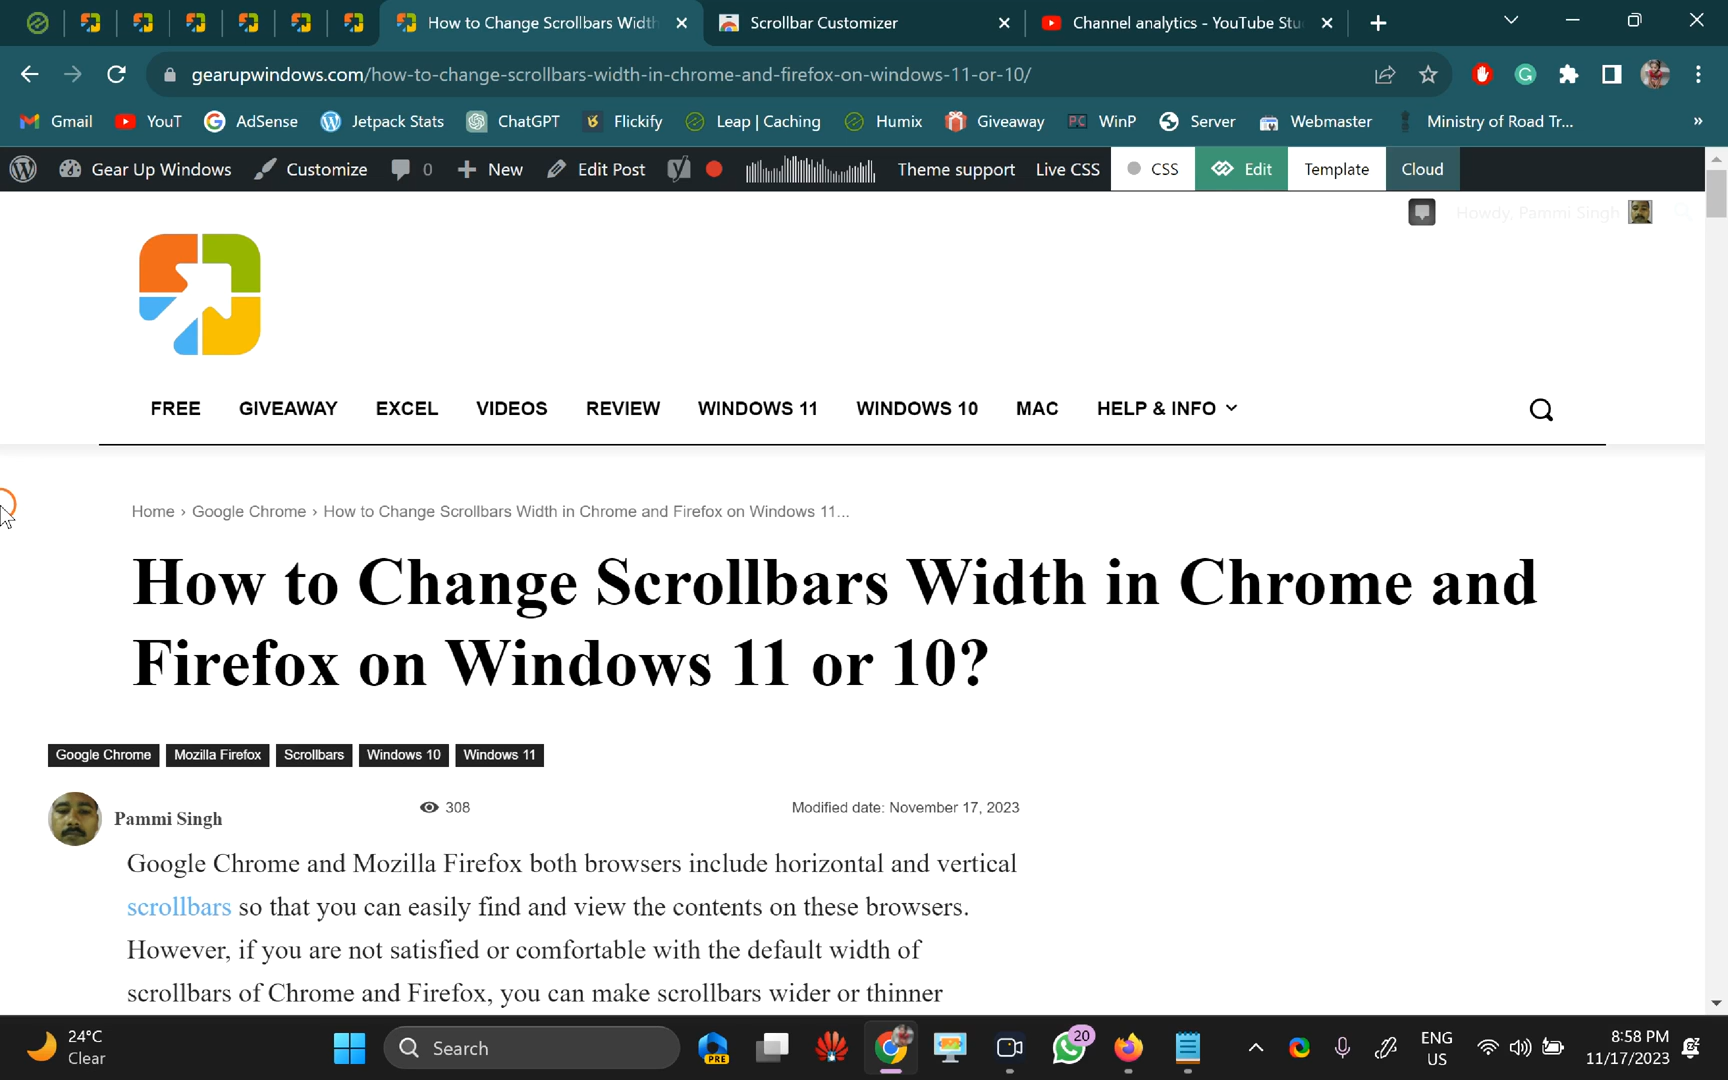 How to Change Scrollbars Width
Scrollbar Customizer
Channel analytics - YouTube Stu
gearupwindows.com/how-to-change-scrollbars-width-in-chrome-and-firefox-on-windows-11-or-10/
Gmail YouT AdSense Jetpack Stats ChatGPT Flickify Leap | Caching Humix Giveaway PC WinP Server Webmaster Ministry of Road Tr... »
Gear Up Windows Customize 0 New Edit Post Theme support Live CSS CSS Edit Template Cloud
Howdy, Pammi Singh
FREE GIVEAWAY EXCEL VIDEOS REVIEW WINDOWS 11 WINDOWS 10 MAC HELP & INFO
Home › Google Chrome › How to Change Scrollbars Width in Chrome and Firefox on Windows 11...
How to Change Scrollbars Width in Chrome and
Firefox on Windows 11 or 10?
Google Chrome Mozilla Firefox Scrollbars Windows 10 Windows 11
Pammi Singh 308 Modified date: November 17, 2023
Google Chrome and Mozilla Firefox both browsers include horizontal and vertical
scrollbars so that you can easily find and view the contents on these browsers.
However, if you are not satisfied or comfortable with the default width of
scrollbars of Chrome and Firefox, you can make scrollbars wider or thinner
24°C
Clear
Search
PRE
20
ENG
US
8:58 PM
11/17/2023